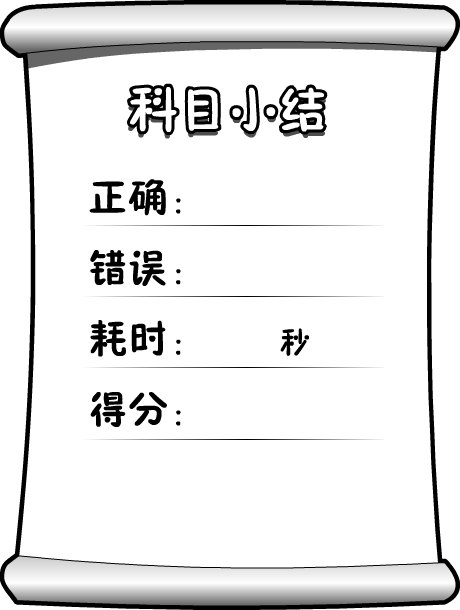 科目小结
正确：
错误：
耗时： 秒
得分：